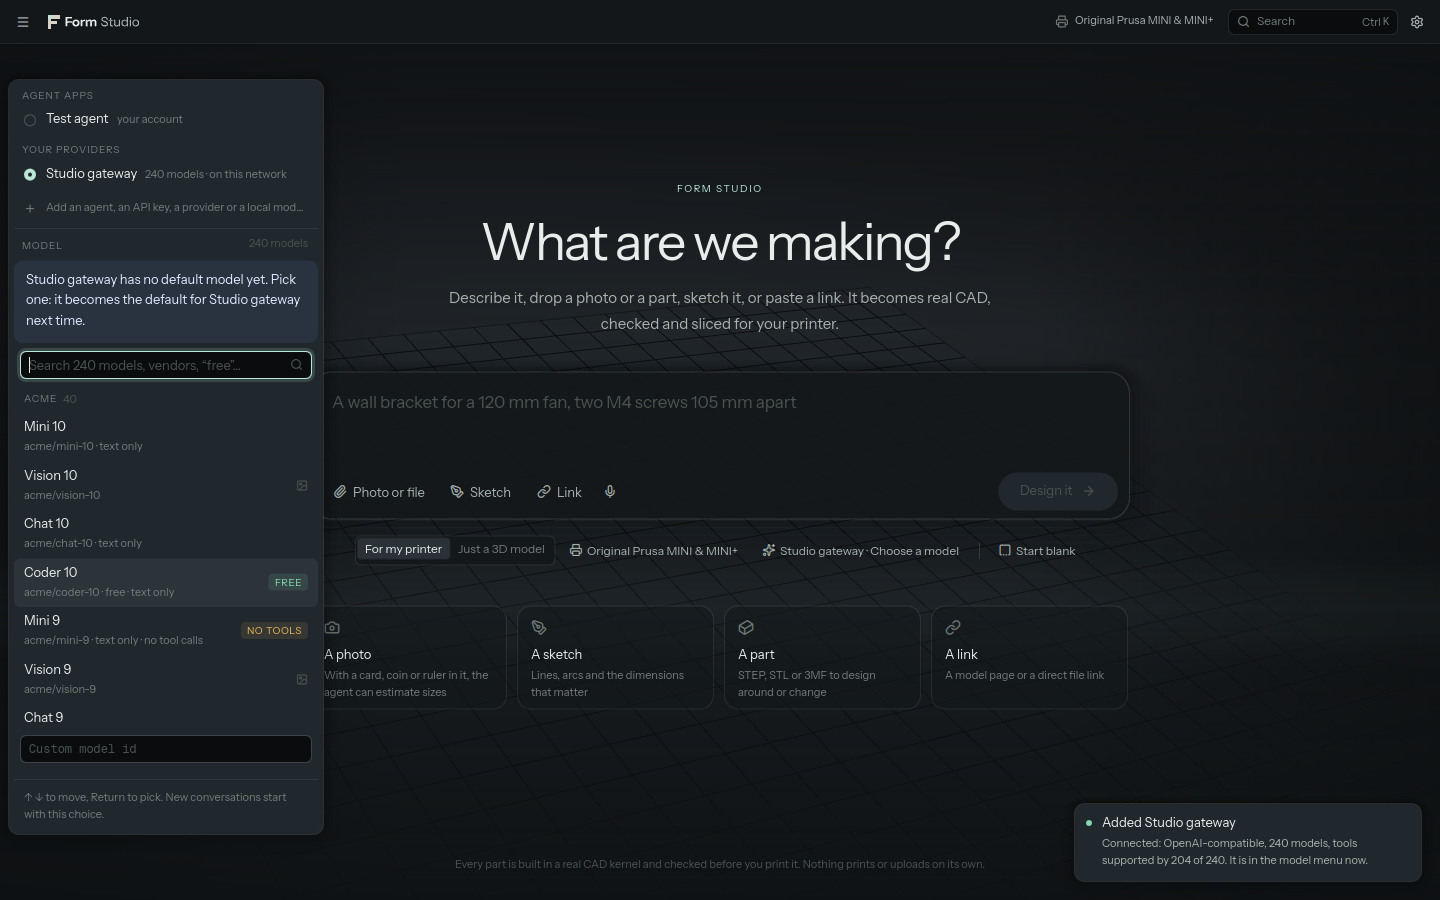 Form Studio
Original Prusa MINI & MINI+
Search
Ctrl K
AGENT APPS
Test agent your account
YOUR PROVIDERS
Studio gateway 240 models · on this network
Add an agent, an API key, a provider or a local mod...
MODEL
240 models
Studio gateway has no default model yet. Pick
one: it becomes the default for Studio gateway
next time.
Search 240 models, vendors, “free”...
ACME 40
Mini 10
acme/mini-10 · text only
Vision 10
acme/vision-10
Chat 10
acme/chat-10 · text only
Coder 10
acme/coder-10 · free · text only
FREE
Mini 9
acme/mini-9 · text only · no tool calls
NO TOOLS
Vision 9
acme/vision-9
Chat 9
Custom model id
↑ ↓ to move, Return to pick. New conversations start
with this choice.
FORM STUDIO
What are we making?
Describe it, drop a photo or a part, sketch it, or paste a link. It becomes real CAD,
checked and sliced for your printer.
A wall bracket for a 120 mm fan, two M4 screws 105 mm apart
Photo or file
Sketch
Link
Design it
For my printer
Just a 3D model
Original Prusa MINI & MINI+
Studio gateway · Choose a model
Start blank
A photo
With a card, coin or ruler in it, the
agent can estimate sizes
A sketch
Lines, arcs and the dimensions
that matter
A part
STEP, STL or 3MF to design
around or change
A link
A model page or a direct file link
Every part is built in a real CAD kernel and checked before you print it. Nothing prints or uploads on its own.
Added Studio gateway
Connected: OpenAI-compatible, 240 models, tools
supported by 204 of 240. It is in the model menu now.